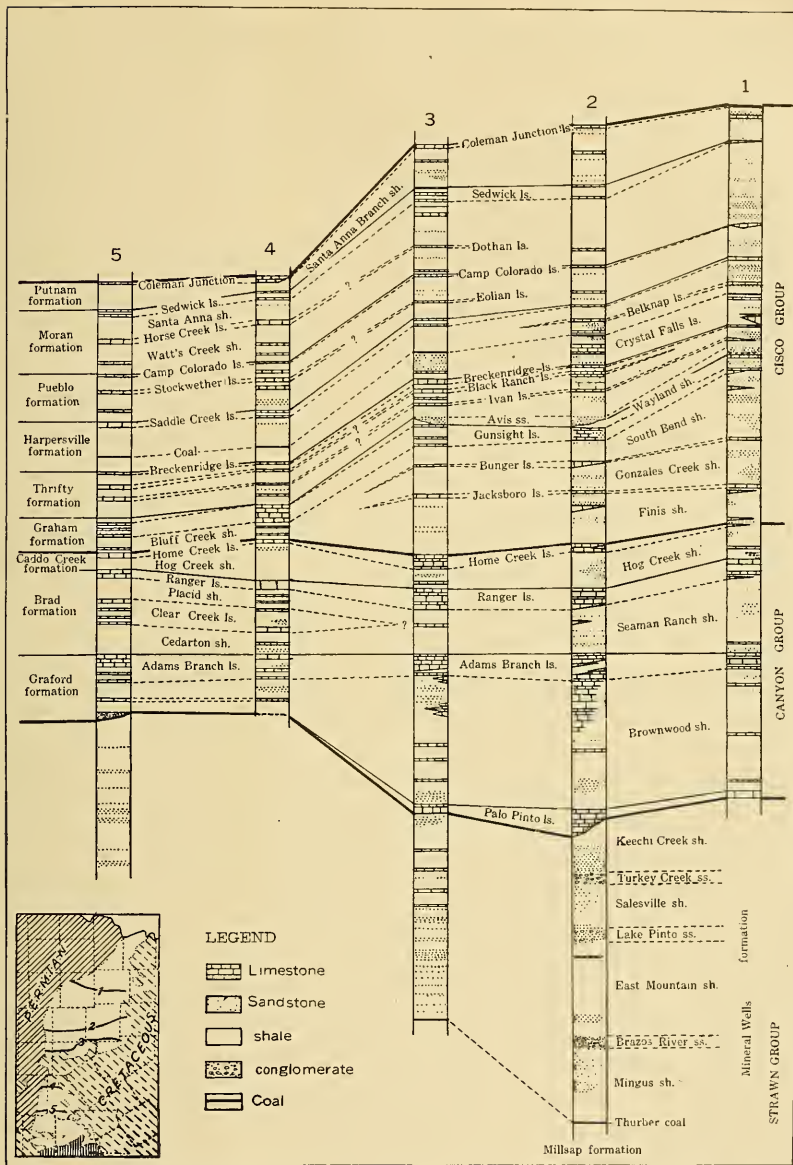 1
2
3
4
5
Coleman Junction ls.
Santa Anna Branch sh.
Sedwick ls.
Dothan ls.
Camp Colorado ls.
Eolian ls.
Belknap ls.
Crystal Falls ls.
Breckenridge ls.
Black Ranch ls.
Ivan ls.
Avis ss.
Wayland sh.
Gunsight ls.
South Bend sh.
Bunger ls.
Gonzales Creek sh.
Jacksboro ls.
Finis sh.
Home Creek ls.
Hog Creek sh.
Ranger ls.
Seaman Ranch sh.
Adams Branch ls.
Brownwood sh.
Palo Pinto ls.
Keechi Creek sh.
Turkey Creek ss.
Salesville sh.
Lake Pinto ss.
East Mountain sh.
Brazos River ss.
Mingus sh.
Thurber coal
Millsap formation
CISCO GROUP
CANYON GROUP
Mineral Wells formation
STRAWN GROUP
Putnam
formation
Moran
formation
Pueblo
formation
Harpersville
formation
Thrifty
formation
Graham
formation
Caddo Creek
formation
Brad
formation
Graford
formation
Coleman Junction
Sedwick ls.
Santa Anna sh.
Horse Creek ls.
Watt's Creek sh.
Camp Colorado ls.
Stockwether ls.
Saddle Creek ls.
Coal
Breckenridge ls.
Bluff Creek sh.
Home Creek ls.
Hog Creek sh.
Ranger ls.
Placid sh.
Clear Creek ls.
Cedarton sh.
Adams Branch ls.
?
?
?
?
?
LEGEND
Limestone
Sandstone
shale
conglomerate
Coal
PERMIAN
CRETACEOUS
1
2
3
4
5